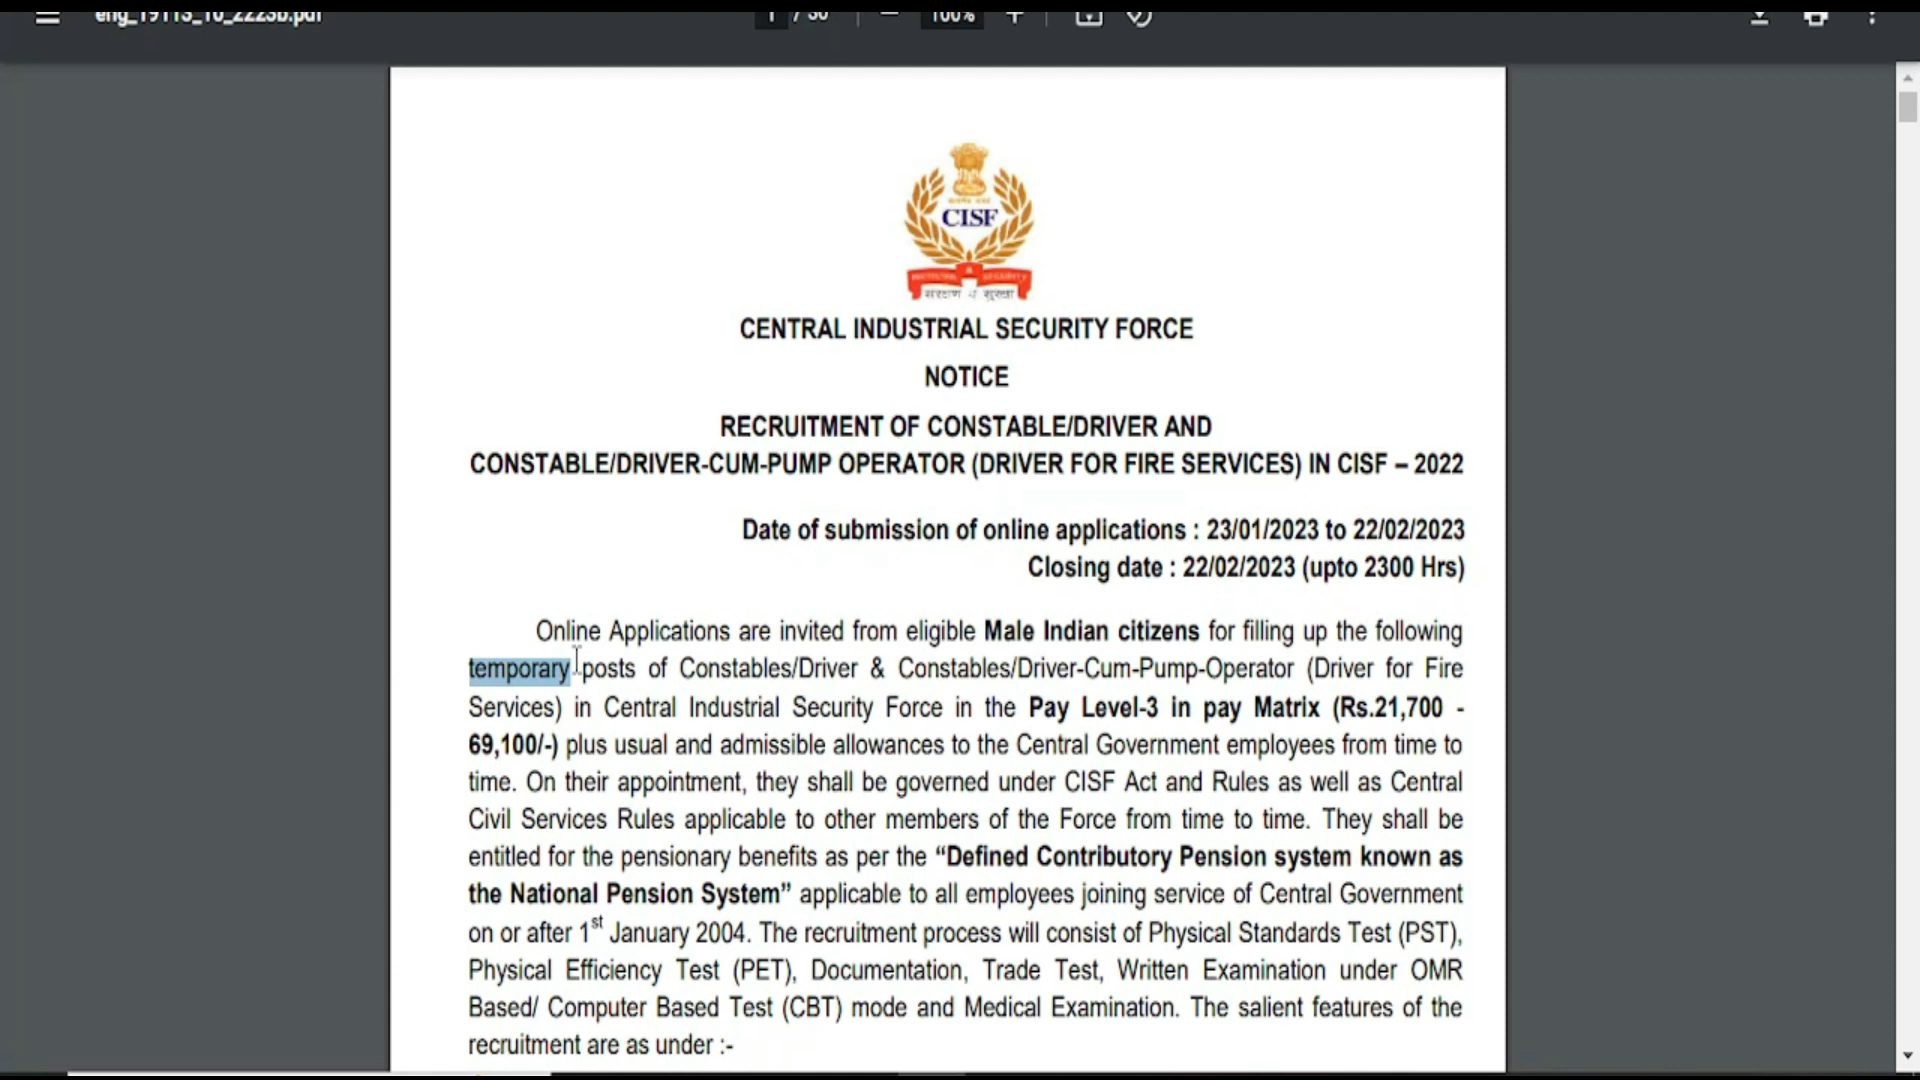 eng_19113_10_2223b.pdf
1 / 30
100%
CISF
PROTECTION & SECURITY
संरक्षण व सुरक्षा
CENTRAL INDUSTRIAL SECURITY FORCE
NOTICE
RECRUITMENT OF CONSTABLE/DRIVER AND
CONSTABLE/DRIVER-CUM-PUMP OPERATOR (DRIVER FOR FIRE SERVICES) IN CISF – 2022
Date of submission of online applications : 23/01/2023 to 22/02/2023
Closing date : 22/02/2023 (upto 2300 Hrs)
Online Applications are invited from eligible Male Indian citizens for filling up the following
temporary posts of Constables/Driver & Constables/Driver-Cum-Pump-Operator (Driver for Fire
Services) in Central Industrial Security Force in the Pay Level-3 in pay Matrix (Rs.21,700 -
69,100/-) plus usual and admissible allowances to the Central Government employees from time to
time. On their appointment, they shall be governed under CISF Act and Rules as well as Central
Civil Services Rules applicable to other members of the Force from time to time. They shall be
entitled for the pensionary benefits as per the “Defined Contributory Pension system known as
the National Pension System” applicable to all employees joining service of Central Government
on or after 1st January 2004. The recruitment process will consist of Physical Standards Test (PST),
Physical Efficiency Test (PET), Documentation, Trade Test, Written Examination under OMR
Based/ Computer Based Test (CBT) mode and Medical Examination. The salient features of the
recruitment are as under :-